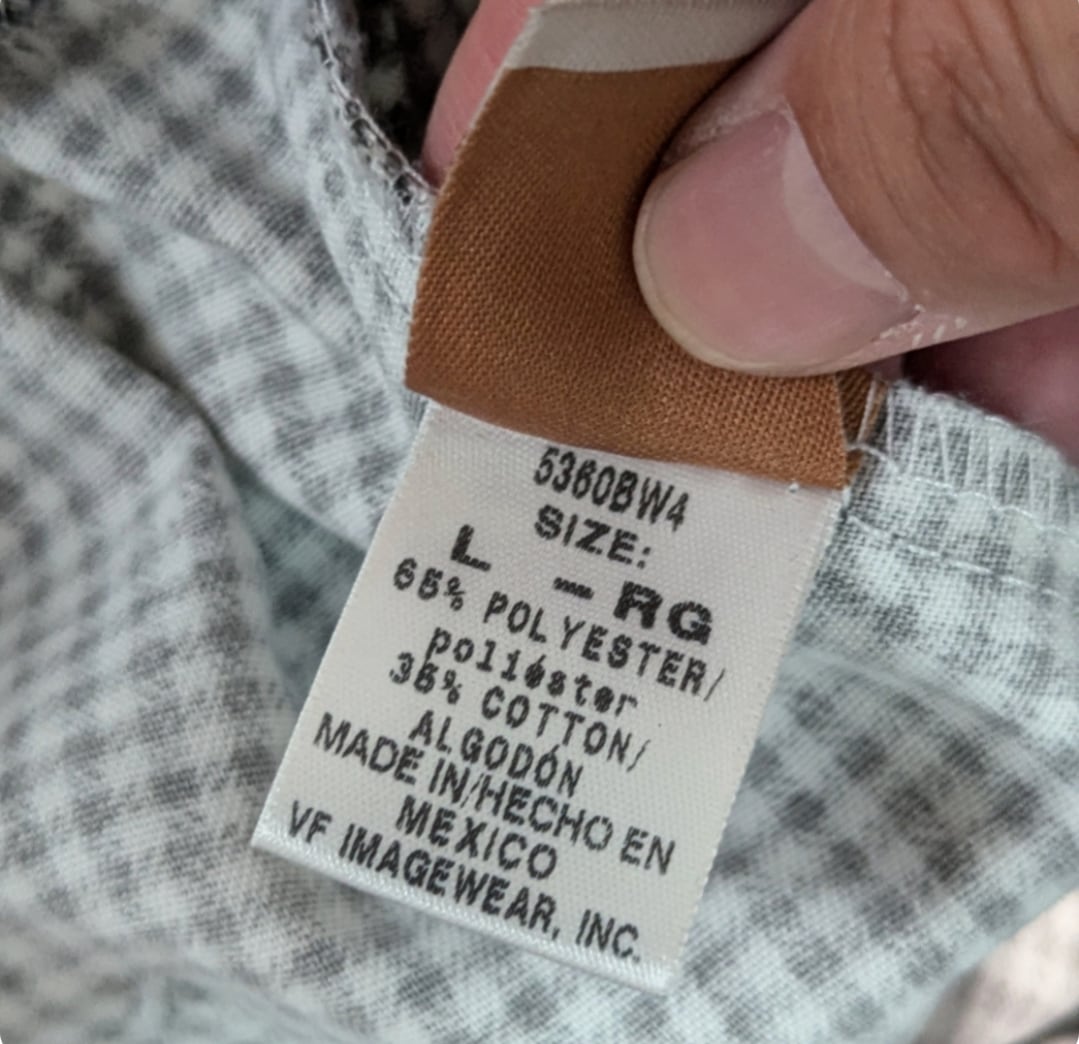 5360BW4
SIZE:
L – RG
65% POLYESTER/
poliéster
35% COTTON/
ALGODÓN
MADE IN/HECHO EN
MEXICO
VF IMAGEWEAR, INC.